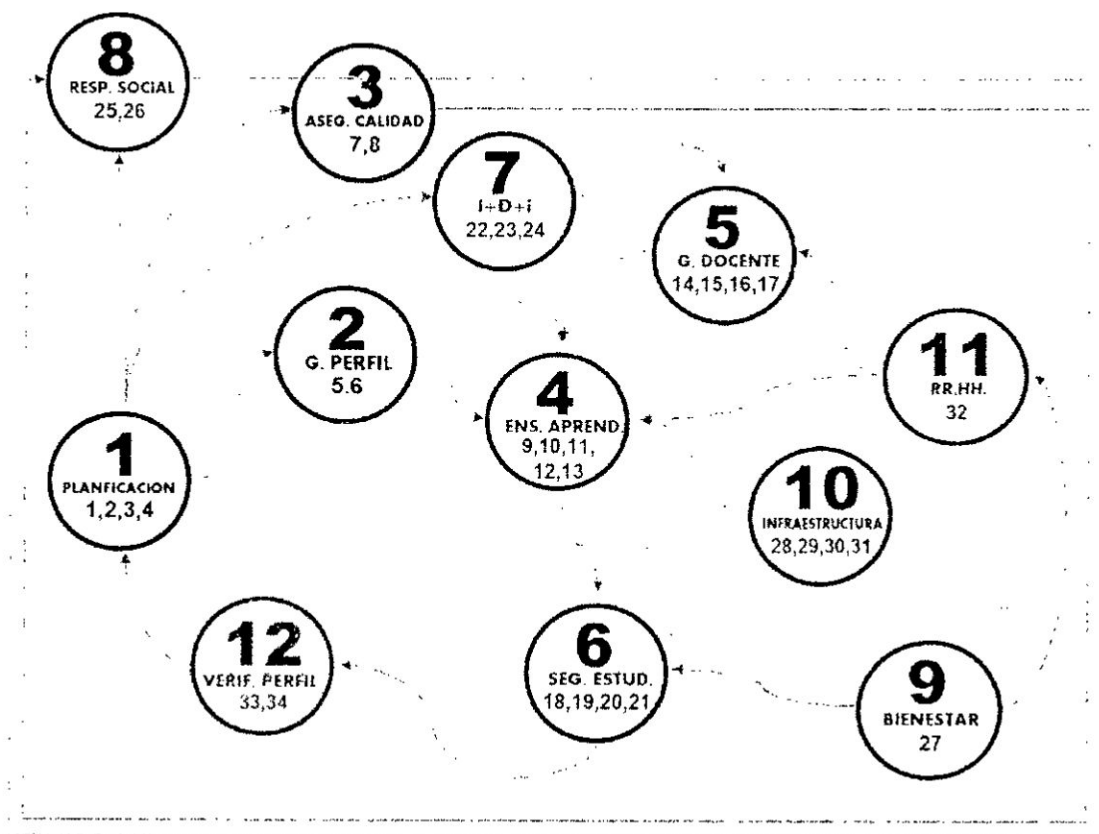 8
RESP. SOCIAL
25,26
3
ASEG. CALIDAD
7,8
7
I+D+i
22,23,24
5
G. DOCENTE
14,15,16,17
2
G. PERFIL
5.6
4
ENS. APREND.
9,10,11,
12,13
11
RR.HH.
32
1
PLANFICACION
1,2,3,4
10
INFRAESTRUCTURA
28,29,30,31
12
VERIF. PERFIL
33,34
6
SEG. ESTUD.
18,19,20,21
9
BIENESTAR
27